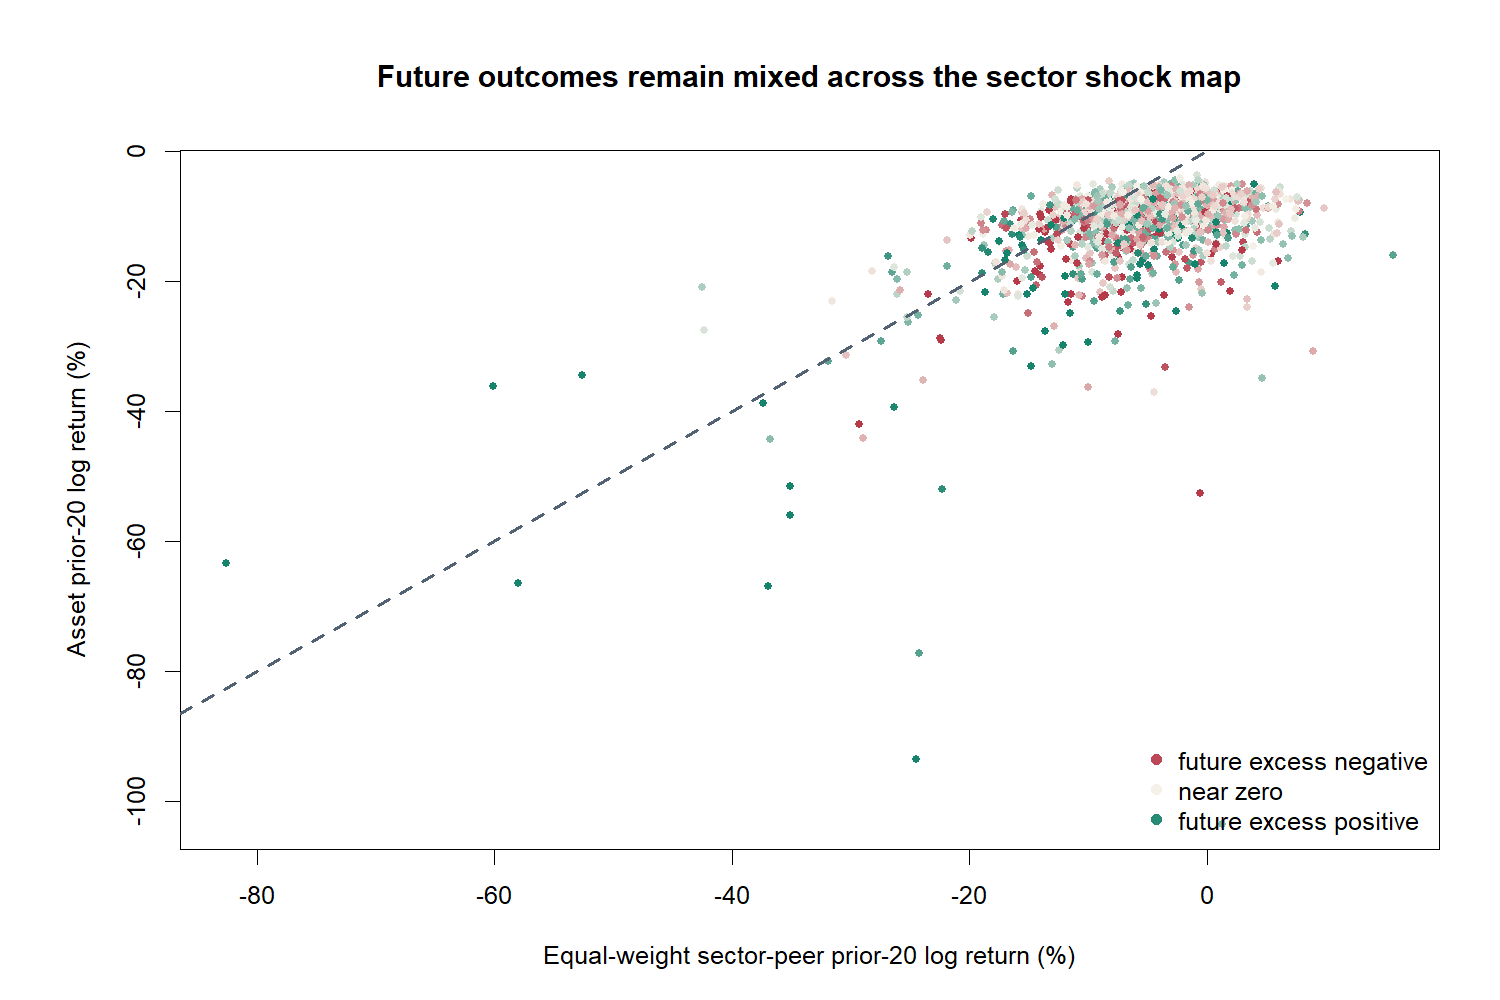 Future outcomes remain mixed across the sector shock map
0
-20
-40
-60
-80
-100
Asset prior-20 log return (%)
future excess negative
near zero
future excess positive
-80
-60
-40
-20
0
Equal-weight sector-peer prior-20 log return (%)